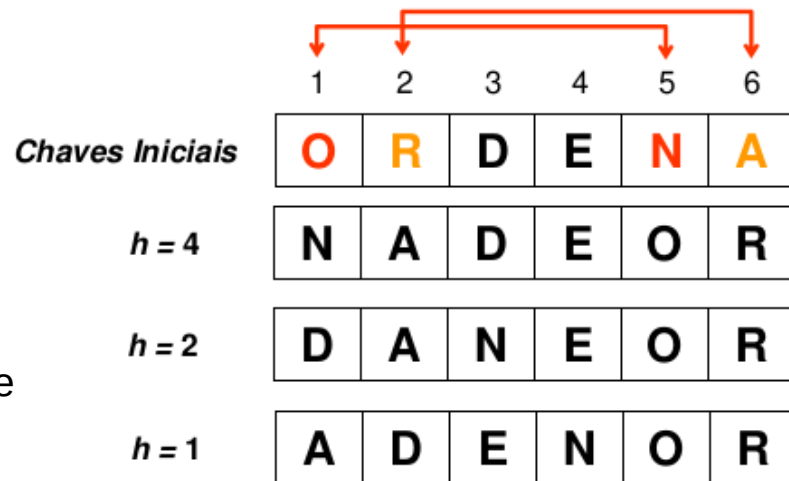 1 2 3 4 5 6
Chaves Iniciais O R D E N A
h = 4 N A D E O R
h = 2 D A N E O R
e
h = 1 A D E N O R